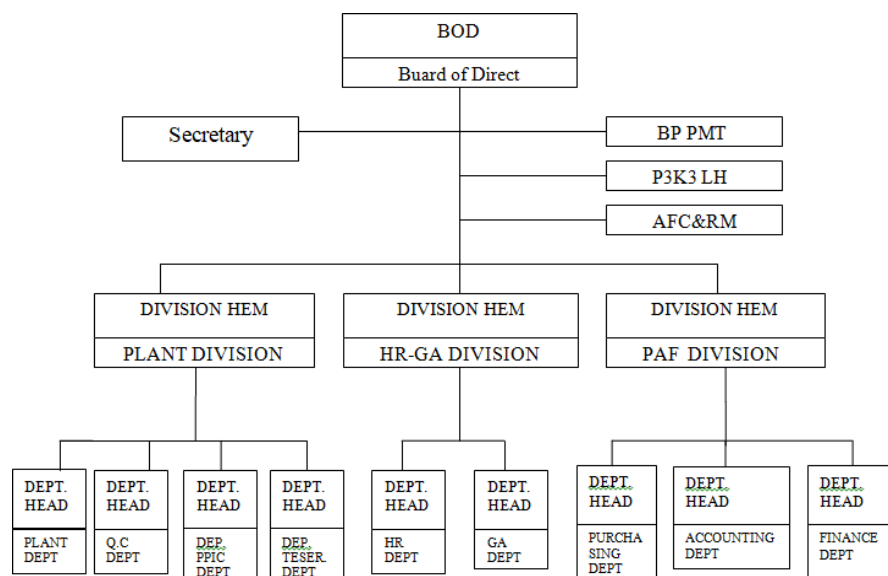 BOD
Buard of Direct
Secretary
BP PMT
P3K3 LH
AFC&RM
DIVISION HEM
PLANT DIVISION
DIVISION HEM
HR-GA DIVISION
DIVISION HEM
PAF DIVISION
DEPT.
HEAD
PLANT
DEPT
DEPT.
HEAD
Q.C
DEPT
DEPT.
HEAD
DEP.
PPIC
DEPT
DEPT.
HEAD
DEP.
TESER.
DEPT
DEPT.
HEAD
HR
DEPT
DEPT.
HEAD
GA
DEPT
DEPT.
HEAD
PURCHA
SING
DEPT
DEPT.
HEAD
ACCOUNTING
DEPT
DEPT.
HEAD
FINANCE
DEPT